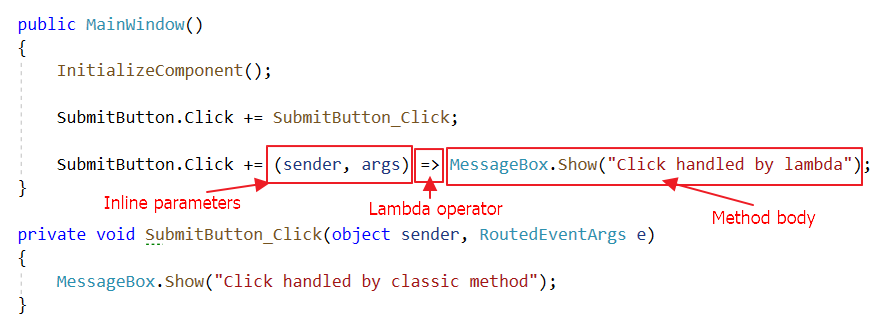 public MainWindow()
{
InitializeComponent();
SubmitButton.Click += SubmitButton_Click;
SubmitButton.Click += (sender, args) => MessageBox.Show("Click handled by lambda");
}
Inline parameters
Lambda operator
Method body
private void SubmitButton_Click(object sender, RoutedEventArgs e)
{
MessageBox.Show("Click handled by classic method");
}